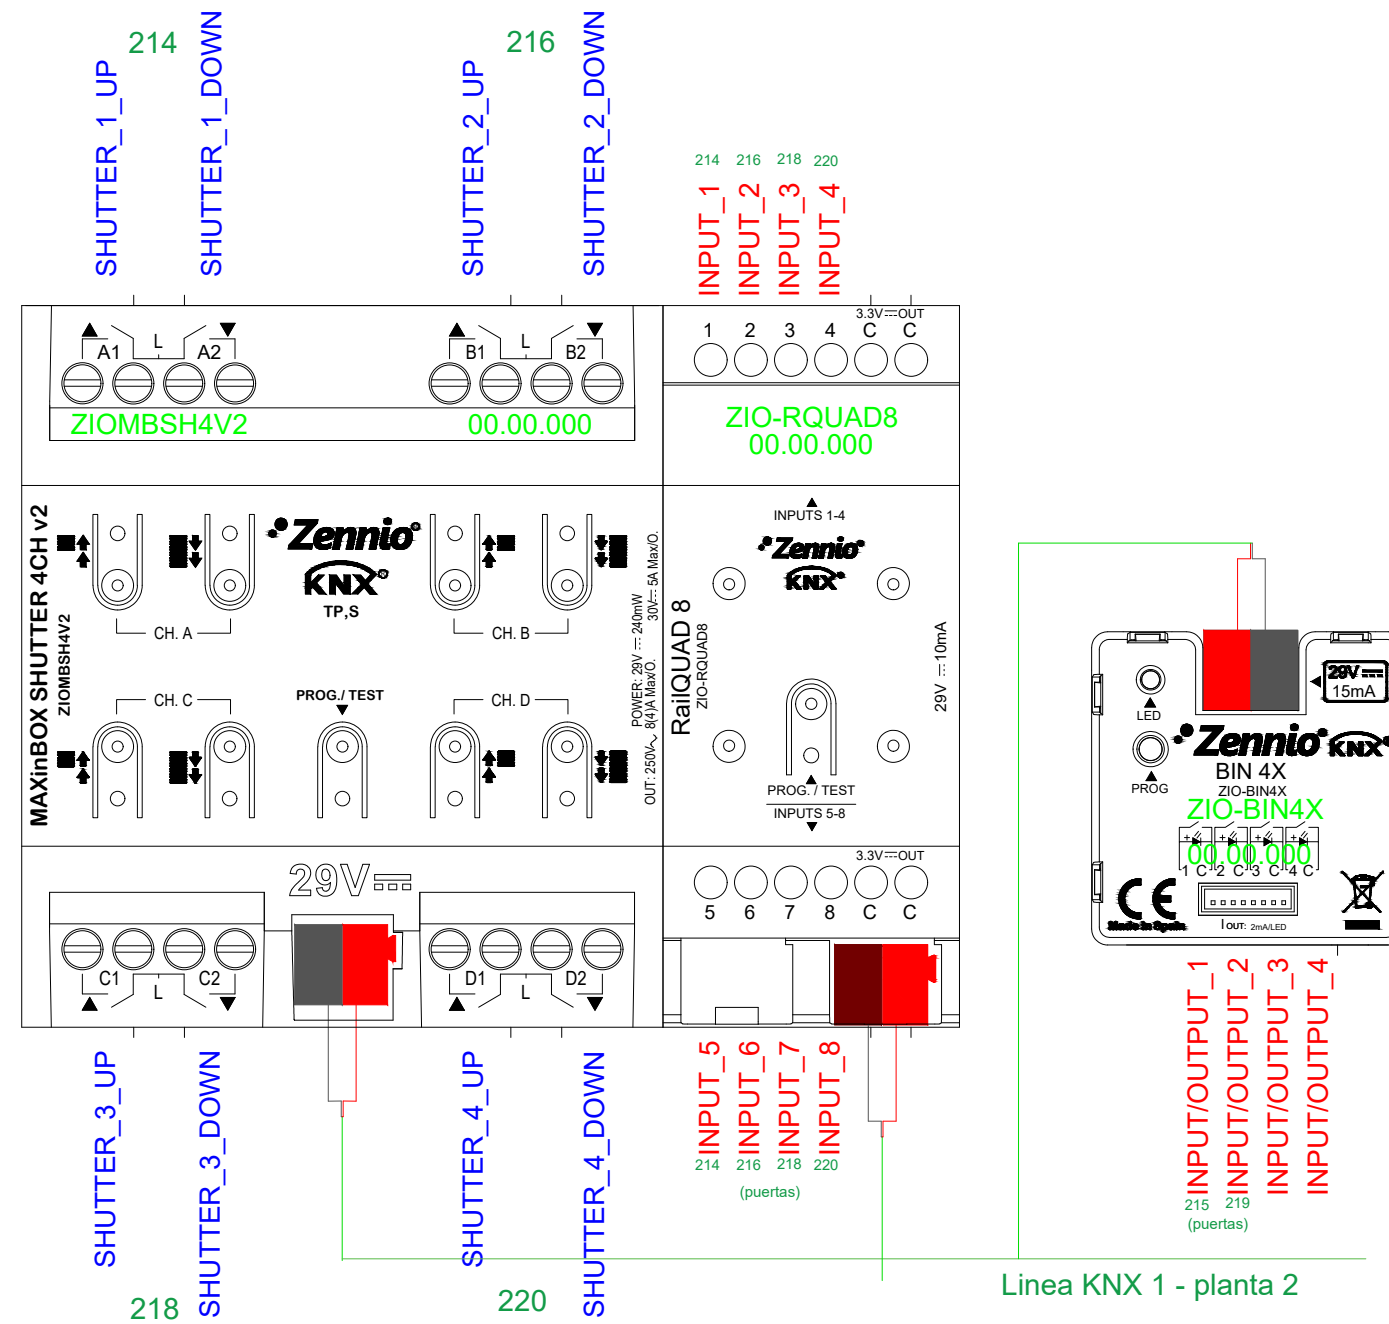 214
216
SHUTTER_1_UP
SHUTTER_1_DOWN
SHUTTER_2_UP
SHUTTER_2_DOWN
214 216 218 220
INPUT_1
INPUT_2
INPUT_3
INPUT_4
3.3V OUT
1 2 3 4 C C
A1 L A2
B1 L B2
ZIOMBSH4V2 00.00.000
ZIO-RQUAD8
00.00.000
MAXinBOX SHUTTER 4CH v2
ZIOMBSH4V2
Zennio
KNX
TP,S
CH. A
CH. B
CH. C
CH. D
PROG./ TEST
POWER: 29V 240mW
OUT: 250V 8(4)A Max/O.
30V 5A Max/O.
RailQUAD 8
ZIO-RQUAD8
INPUTS 1-4
Zennio
KNX
29V 10mA
PROG. / TEST
INPUTS 5-8
3.3V OUT
5 6 7 8 C C
29V
C1 L C2
D1 L D2
SHUTTER_3_UP
SHUTTER_3_DOWN
SHUTTER_4_UP
SHUTTER_4_DOWN
218
220
INPUT_5
INPUT_6
INPUT_7
INPUT_8
214 216 218 220
(puertas)
29V
15mA
LED
PROG
Zennio KNX
BIN 4X
ZIO-BIN4X
ZIO-BIN4X
00.00.000
1 C 2 C 3 C 4 C
CE
Made in Spain
I OUT: 2mA/LED
INPUT/OUTPUT_1
INPUT/OUTPUT_2
INPUT/OUTPUT_3
INPUT/OUTPUT_4
215 219
(puertas)
Linea KNX 1 - planta 2